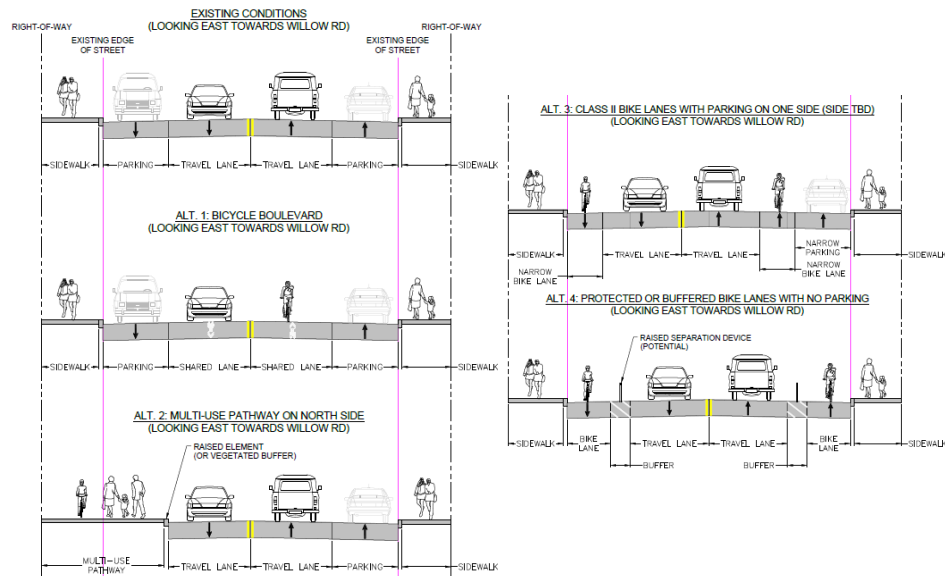 EXISTING CONDITIONS
(LOOKING EAST TOWARDS WILLOW RD)
RIGHT-OF-WAY
RIGHT-OF-WAY
EXISTING EDGE
OF STREET
EXISTING EDGE
OF STREET
SIDEWALK
PARKING
TRAVEL LANE
TRAVEL LANE
PARKING
SIDEWALK
ALT. 1: BICYCLE BOULEVARD
(LOOKING EAST TOWARDS WILLOW RD)
SIDEWALK
PARKING
SHARED LANE
SHARED LANE
PARKING
SIDEWALK
ALT. 2: MULTI-USE PATHWAY ON NORTH SIDE
(LOOKING EAST TOWARDS WILLOW RD)
RAISED ELEMENT
(OR VEGETATED BUFFER)
MULTI-USE
PATHWAY
TRAVEL LANE
TRAVEL LANE
PARKING
SIDEWALK
ALT. 3: CLASS II BIKE LANES WITH PARKING ON ONE SIDE (SIDE TBD)
(LOOKING EAST TOWARDS WILLOW RD)
SIDEWALK
NARROW
BIKE LANE
TRAVEL LANE
TRAVEL LANE
NARROW
PARKING
NARROW
BIKE LANE
SIDEWALK
ALT. 4: PROTECTED OR BUFFERED BIKE LANES WITH NO PARKING
(LOOKING EAST TOWARDS WILLOW RD)
RAISED SEPARATION DEVICE
(POTENTIAL)
SIDEWALK
BIKE
LANE
BUFFER
TRAVEL LANE
TRAVEL LANE
BUFFER
BIKE
LANE
SIDEWALK